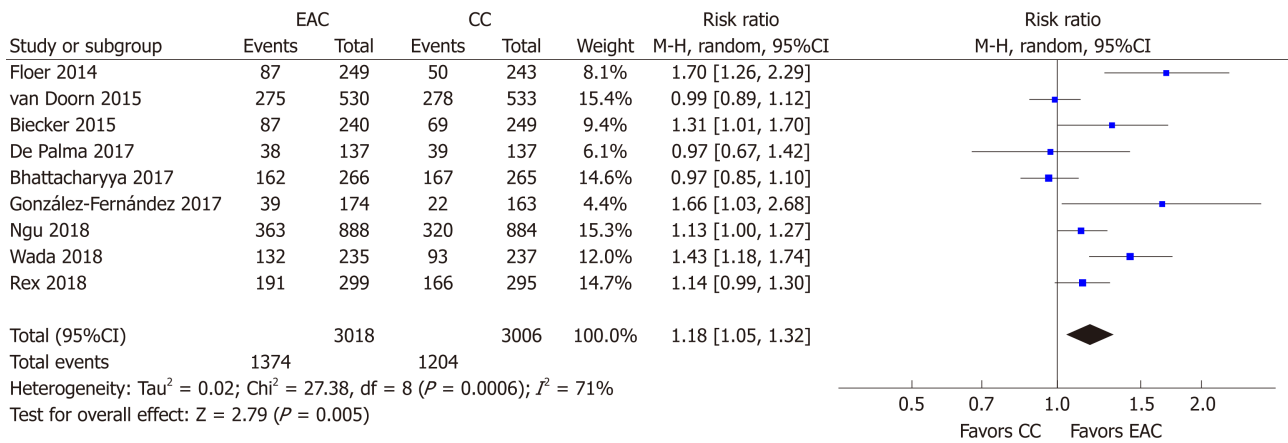 EAC CC Risk ratio Risk ratio
Study or subgroup Events Total Events Total Weight M-H, random, 95%CI M-H, random, 95%CI
Floer 2014 87 249 50 243 8.1% 1.70 [1.26, 2.29]
van Doorn 2015 275 530 278 533 15.4% 0.99 [0.89, 1.12]
Biecker 2015 87 240 69 249 9.4% 1.31 [1.01, 1.70]
De Palma 2017 38 137 39 137 6.1% 0.97 [0.67, 1.42]
Bhattacharyya 2017 162 266 167 265 14.6% 0.97 [0.85, 1.10]
González-Fernández 2017 39 174 22 163 4.4% 1.66 [1.03, 2.68]
Ngu 2018 363 888 320 884 15.3% 1.13 [1.00, 1.27]
Wada 2018 132 235 93 237 12.0% 1.43 [1.18, 1.74]
Rex 2018 191 299 166 295 14.7% 1.14 [0.99, 1.30]
Total (95%CI) 3018 3006 100.0% 1.18 [1.05, 1.32]
Total events 1374 1204
Heterogeneity: Tau² = 0.02; Chi² = 27.38, df = 8 (P = 0.0006); I² = 71%
Test for overall effect: Z = 2.79 (P = 0.005)
0.5 0.7 1.0 1.5 2.0
Favors CC Favors EAC